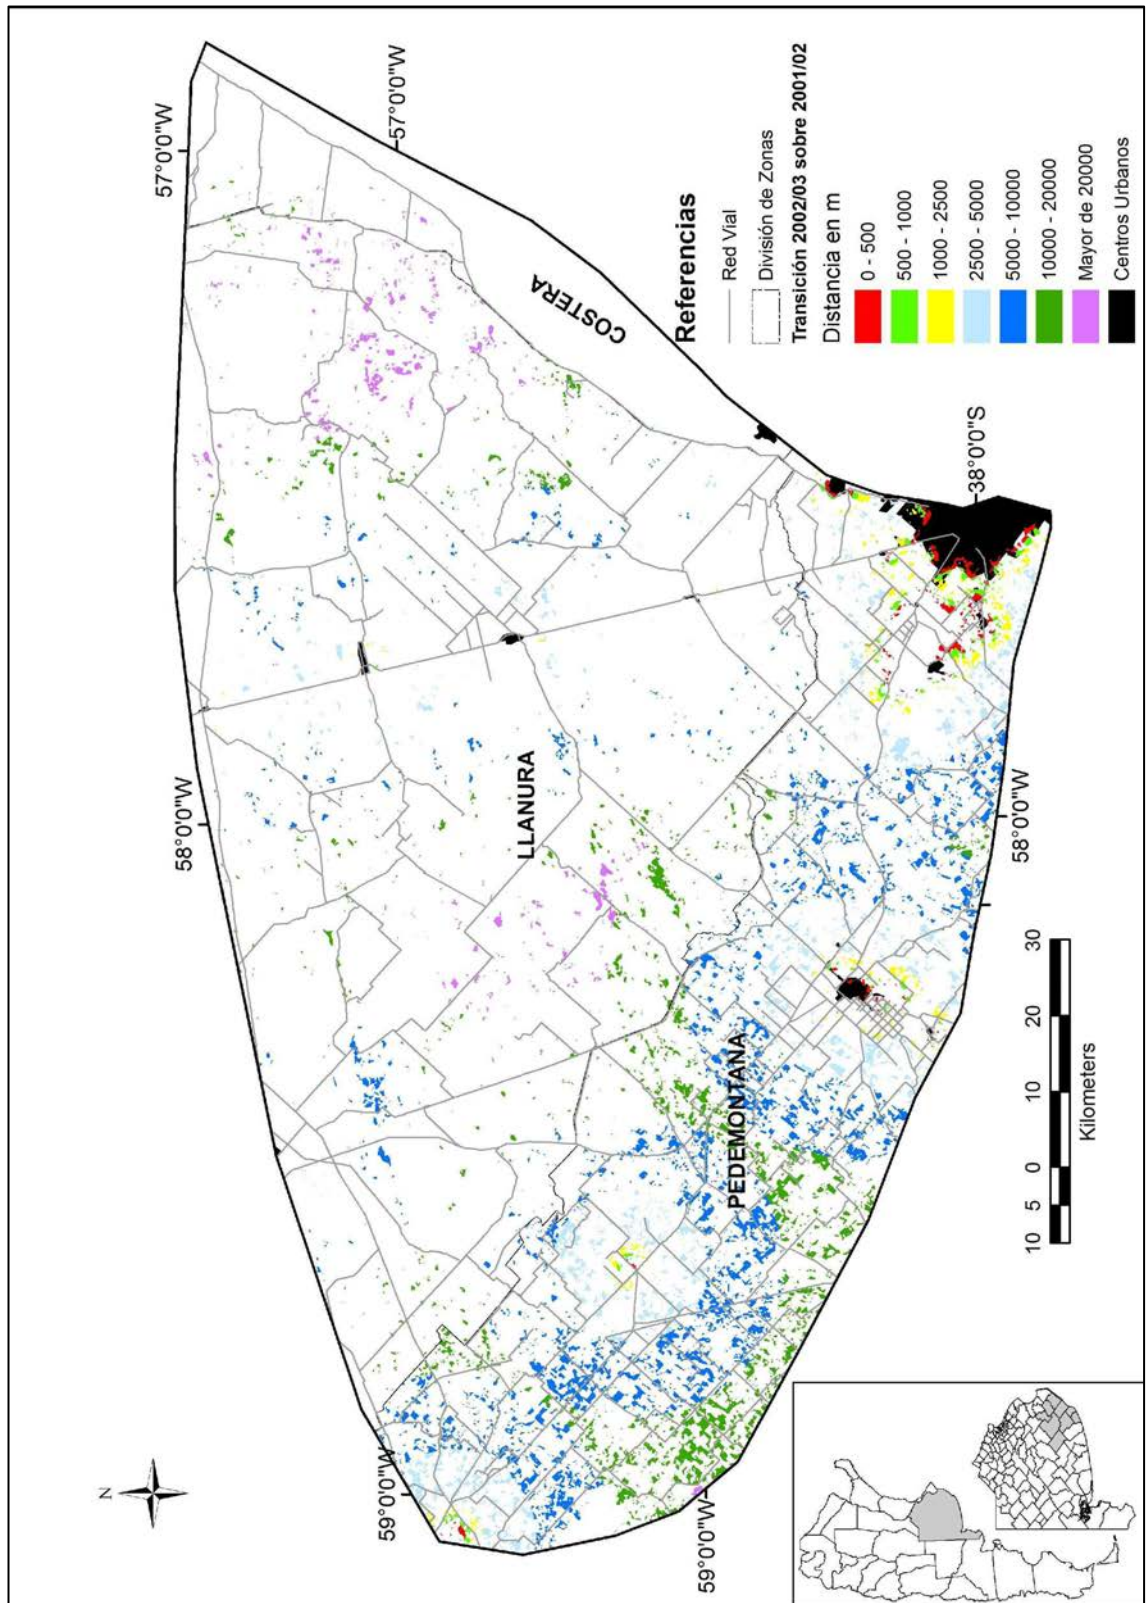 57°0'0"W
57°0'0"W
COSTERA
LLANURA
PEDEMONTANA
58°0'0"W
58°0'0"W
38°0'0"S
59°0'0"W
59°0'0"W
N
Referencias
Red Vial
División de Zonas
Transición 2002/03 sobre 2001/02
Distancia en m
0 - 500
500 - 1000
1000 - 2500
2500 - 5000
5000 - 10000
10000 - 20000
Mayor de 20000
Centros Urbanos
10 5 0 10 20 30
Kilometers